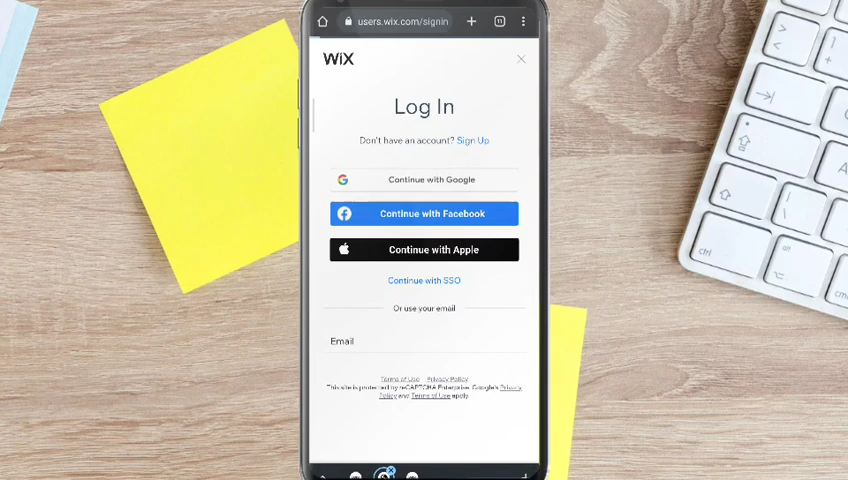 users.wix.com/signin
11
WiX
Log In
Don't have an account? Sign Up
Continue with Google
Continue with Facebook
Continue with Apple
Continue with SSO
Or use your email
Email
Terms of Use Privacy Policy
This site is protected by reCAPTCHA Enterprise. Google's Privacy
Policy and Terms of Use apply.
ctrl